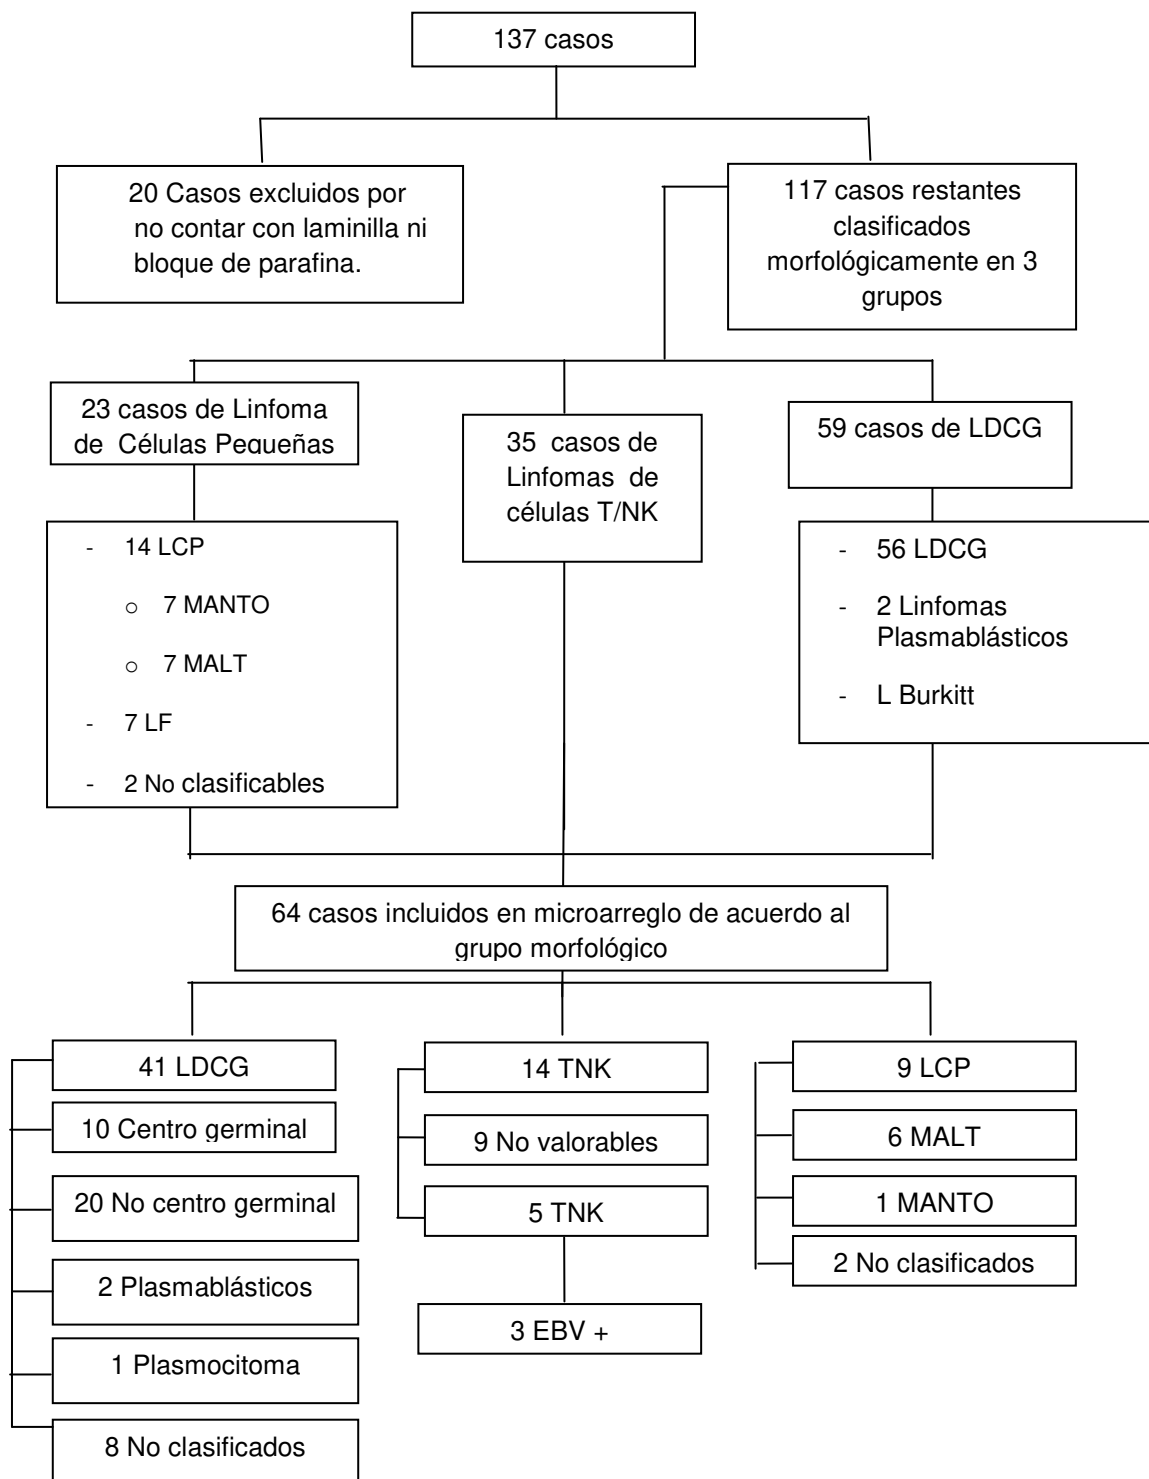 137 casos
20 Casos excluidos por
no contar con laminilla ni
bloque de parafina.
117 casos restantes
clasificados
morfológicamente en 3
grupos
23 casos de Linfoma
de Células Pequeñas
35 casos de
Linfomas de
células T/NK
59 casos de LDCG
- 14 LCP
o 7 MANTO
o 7 MALT
- 7 LF
- 2 No clasificables
- 56 LDCG
- 2 Linfomas
Plasmablásticos
- L Burkitt
64 casos incluidos en microarreglo de acuerdo al
grupo morfológico
41 LDCG
10 Centro germinal
20 No centro germinal
2 Plasmablásticos
1 Plasmocitoma
8 No clasificados
14 TNK
9 No valorables
5 TNK
3 EBV +
9 LCP
6 MALT
1 MANTO
2 No clasificados